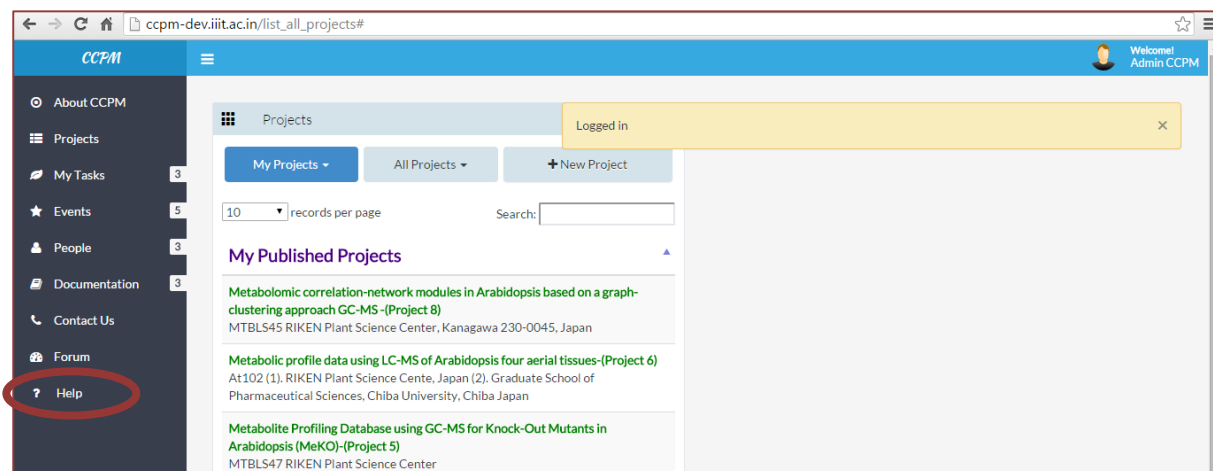 ccpm-dev.iiit.ac.in/list_all_projects#
CCPM
Welcome!
Admin CCPM
About CCPM
Projects
My Tasks 3
Events 5
People 3
Documentation 3
Contact Us
Forum
? Help
Projects
Logged in ×
My Projects
All Projects
+ New Project
10 records per page
Search:
My Published Projects
Metabolomic correlation-network modules in Arabidopsis based on a graph-
clustering approach GC-MS -(Project 8)
MTBLS45 RIKEN Plant Science Center, Kanagawa 230-0045, Japan
Metabolic profile data using LC-MS of Arabidopsis four aerial tissues-(Project 6)
At102 (1). RIKEN Plant Science Cente, Japan (2). Graduate School of
Pharmaceutical Sciences, Chiba University, Chiba Japan
Metabolite Profiling Database using GC-MS for Knock-Out Mutants in
Arabidopsis (MeKO)-(Project 5)
MTBLS47 RIKEN Plant Science Center